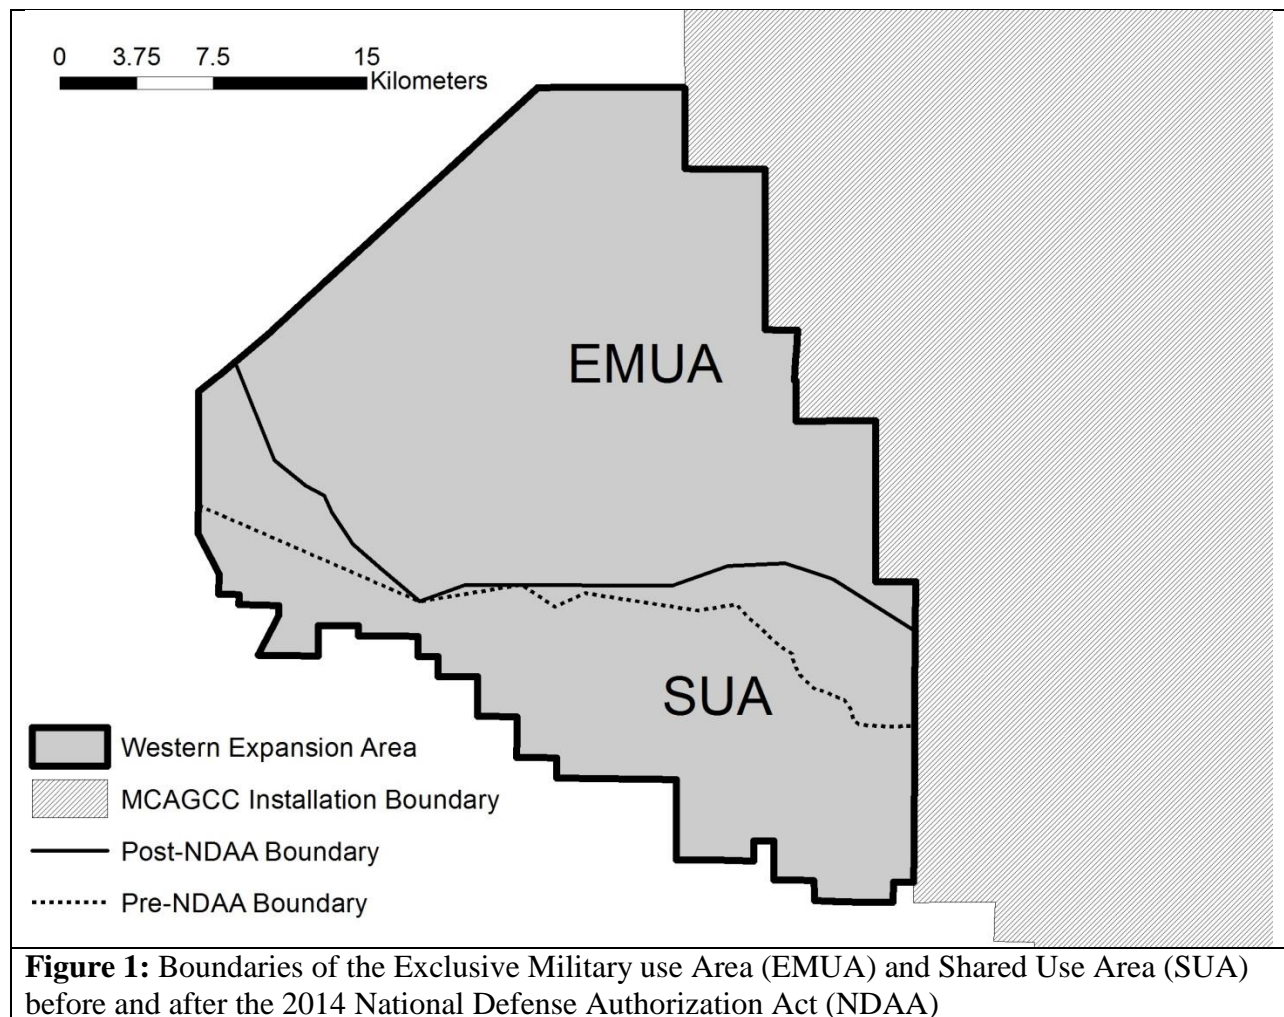 0 3.75 7.5 15
Kilometers
EMUA
SUA
Western Expansion Area
MCAGCC Installation Boundary
Post-NDAA Boundary
Pre-NDAA Boundary
Figure 1: Boundaries of the Exclusive Military use Area (EMUA) and Shared Use Area (SUA)
before and after the 2014 National Defense Authorization Act (NDAA)